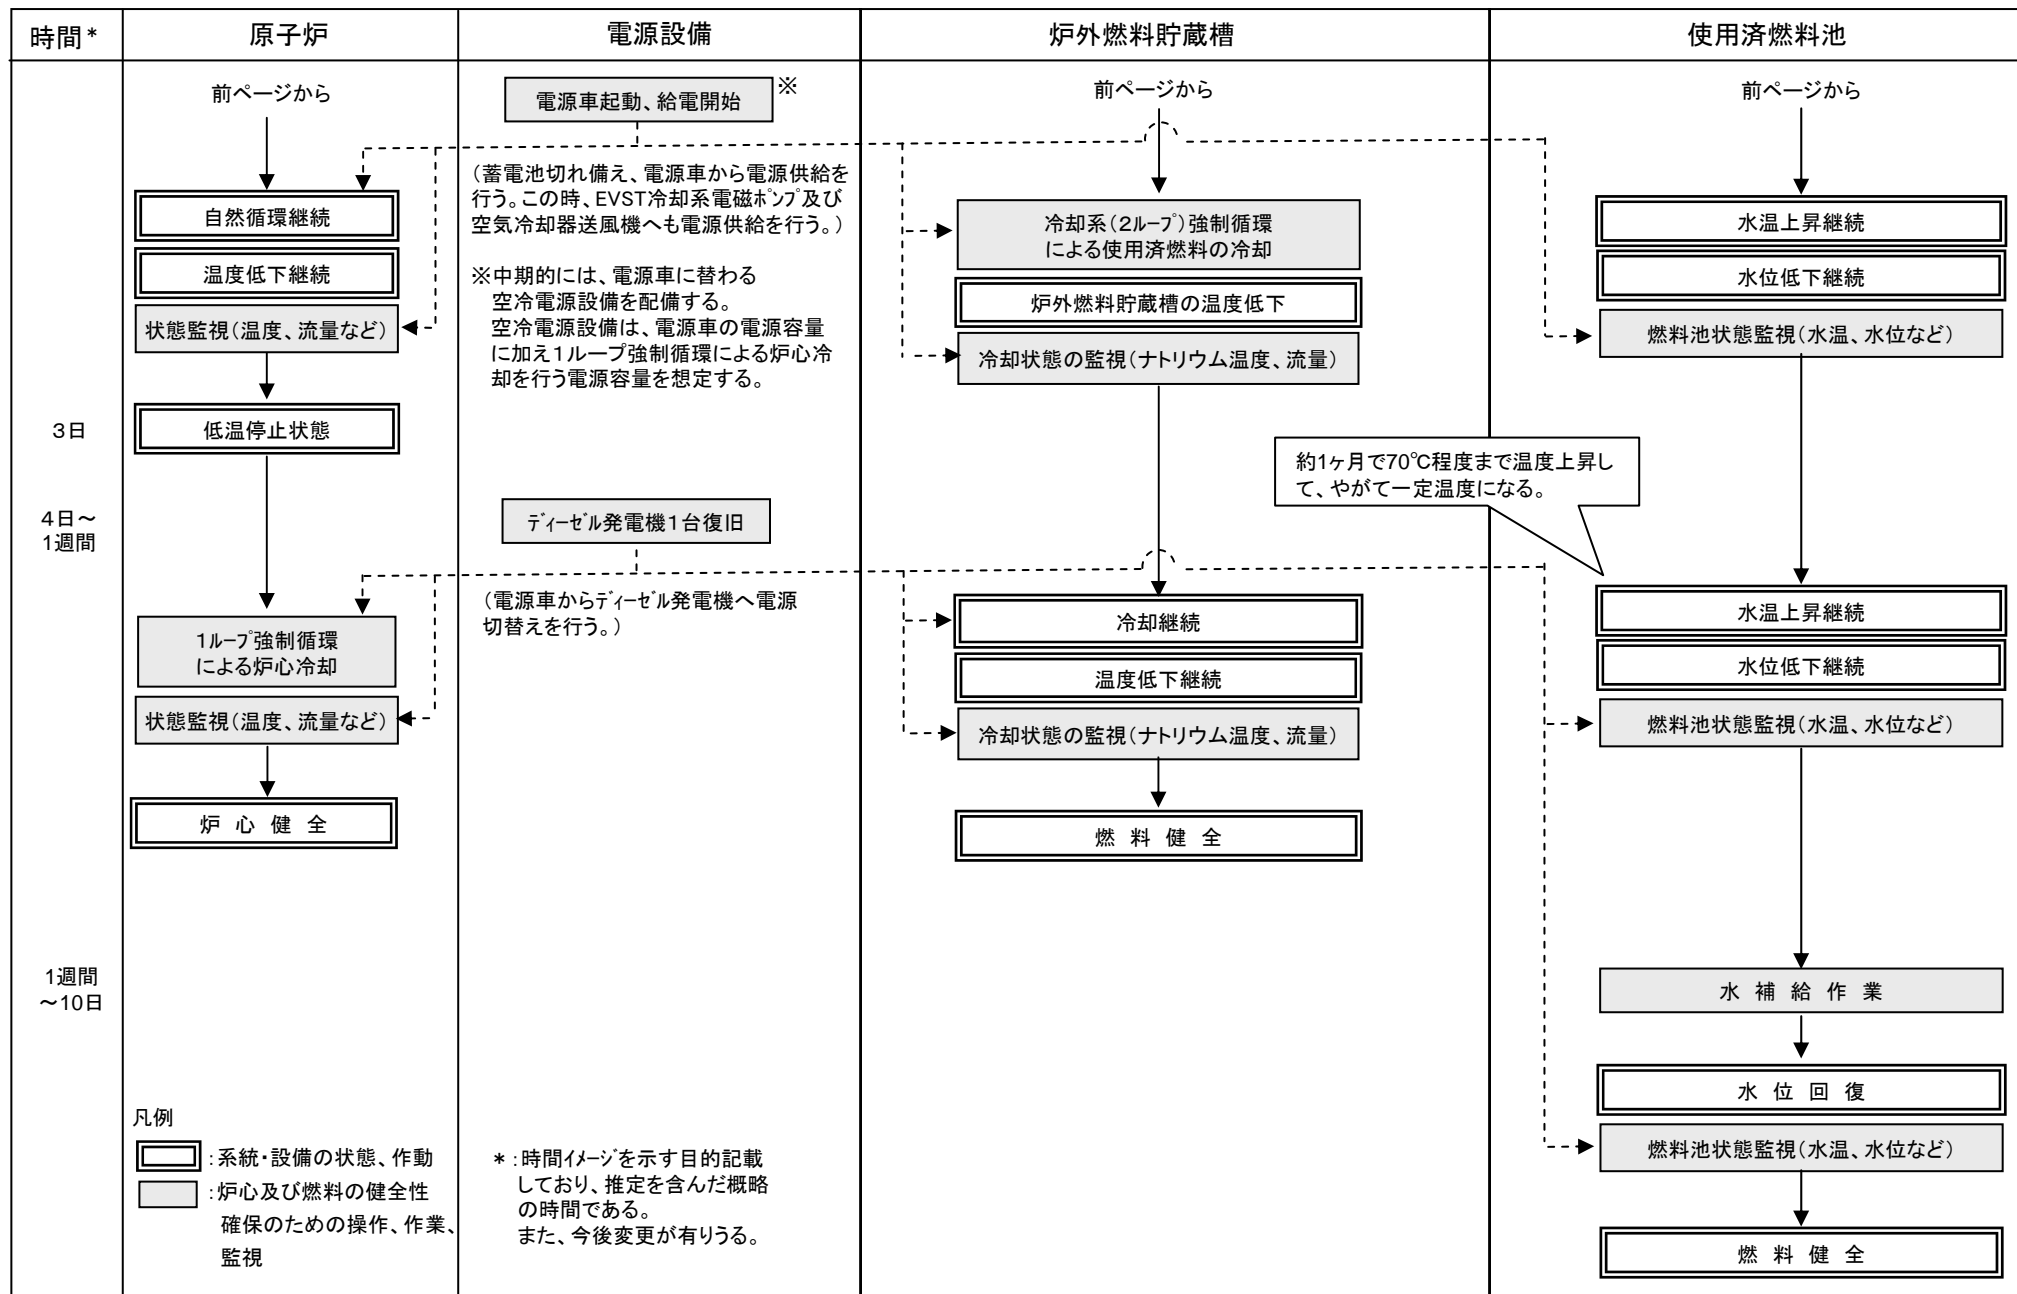 時間*
原子炉
電源設備
炉外燃料貯蔵槽
使用済燃料池
前ページから
自然循環継続
温度低下継続
状態監視(温度、流量など)
3日
低温停止状態
4日～
1週間
1ループ強制循環
による炉心冷却
状態監視(温度、流量など)
炉 心 健 全
電源車起動、給電開始
※
(蓄電池切れ備え、電源車から電源供給を
行う。この時、EVST冷却系電磁ポンプ及び
空気冷却器送風機へも電源供給を行う。)
※中期的には、電源車に替わる
空冷電源設備を配備する。
空冷電源設備は、電源車の電源容量
に加え1ループ強制循環による炉心冷
却を行う電源容量を想定する。
ディーゼル発電機1台復旧
(電源車からディーゼル発電機へ電源
切替えを行う。)
前ページから
冷却系(2ループ)強制循環
による使用済燃料の冷却
炉外燃料貯蔵槽の温度低下
冷却状態の監視(ナトリウム温度、流量)
冷却継続
温度低下継続
冷却状態の監視(ナトリウム温度、流量)
燃 料 健 全
前ページから
水温上昇継続
水位低下継続
燃料池状態監視(水温、水位など)
約1ヶ月で70℃程度まで温度上昇し
て、やがて一定温度になる。
水温上昇継続
水位低下継続
燃料池状態監視(水温、水位など)
1週間
～10日
水 補 給 作 業
水 位 回 復
燃料池状態監視(水温、水位など)
燃 料 健 全
凡例
:系統・設備の状態、作動
:炉心及び燃料の健全性
確保のための操作、作業、
監視
* :時間イメージを示す目的記載
しており、推定を含んだ概略
の時間である。
また、今後変更が有りうる。